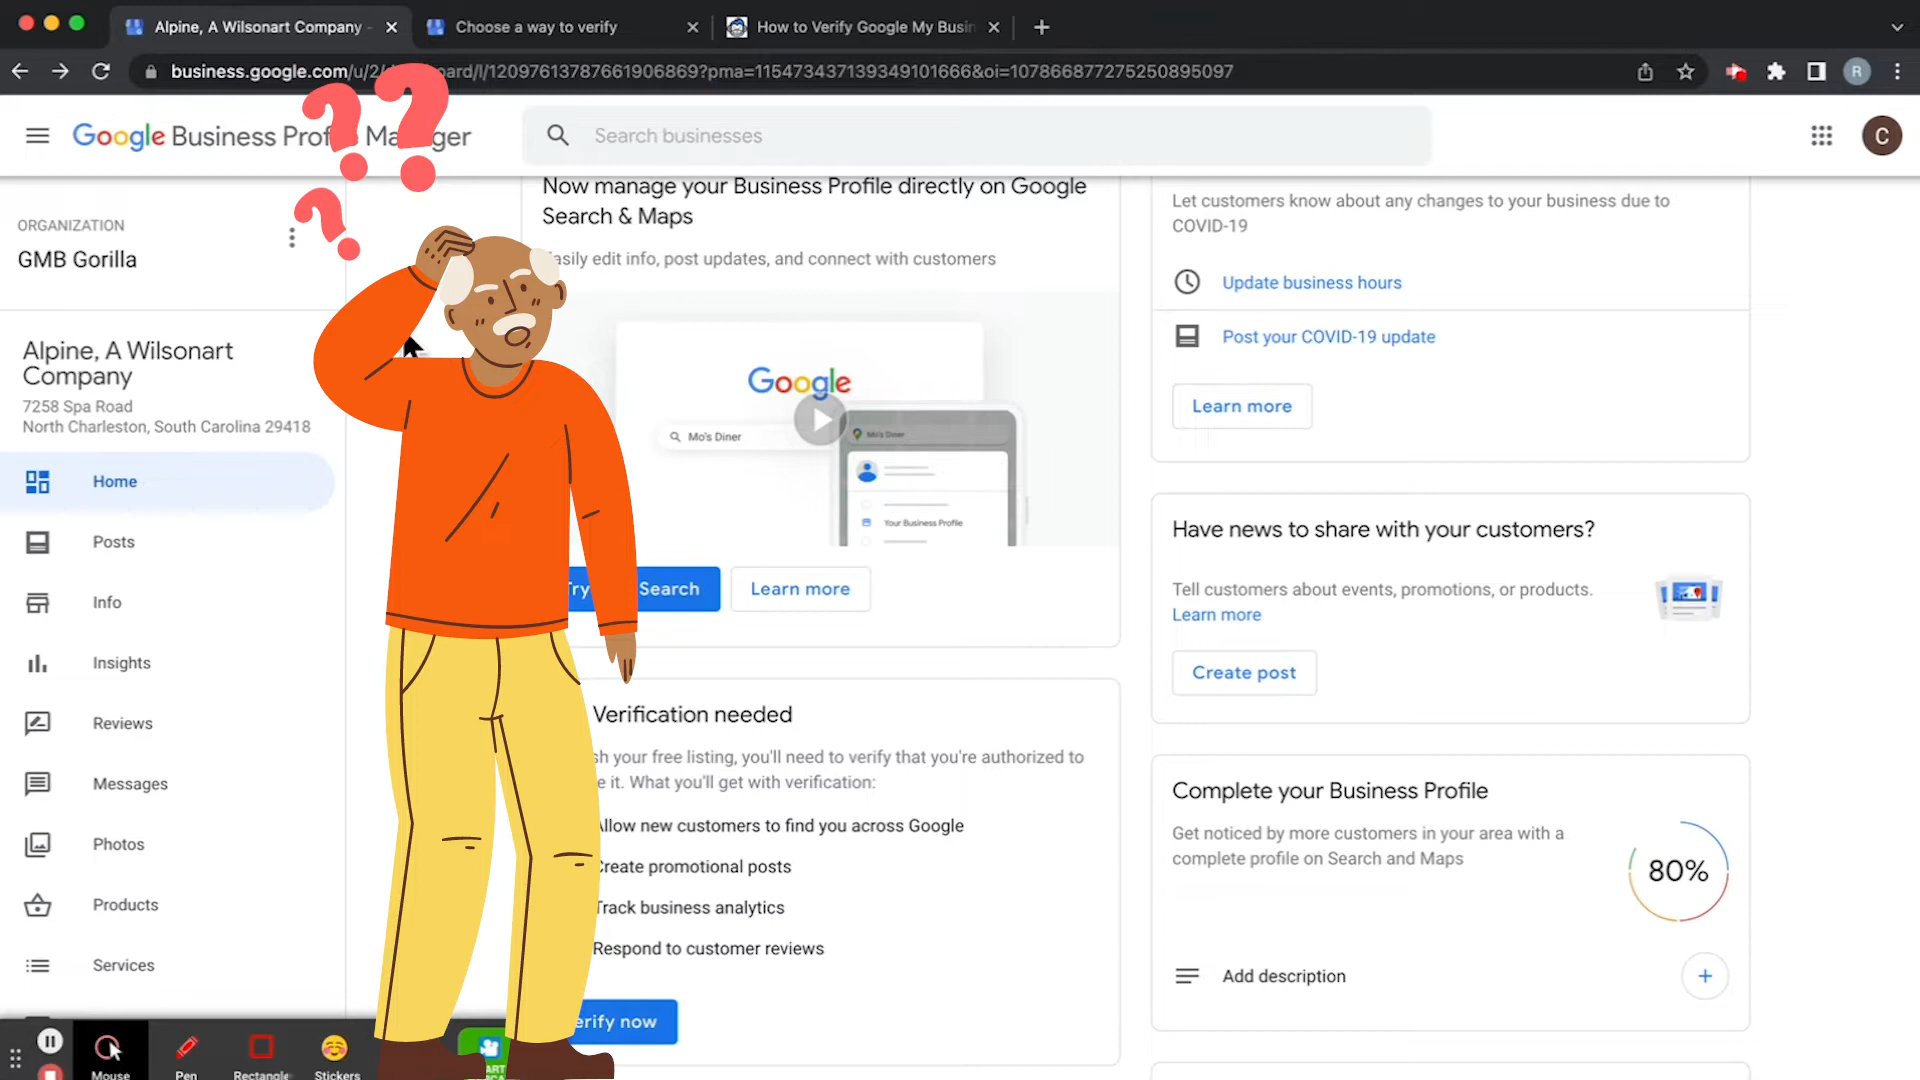 Alpine, A Wilsonart Company -
Choose a way to verify
How to Verify Google My Busin
business.google.com/u/2/d board/l/12097613787661906869?pma=115473437139349101666&oi=107866877275250895097
R
Google Business Prof Ma ger
Search businesses
C
ORGANIZATION
GMB Gorilla
Alpine, A Wilsonart
Company
7258 Spa Road
North Charleston, South Carolina 29418
Home
Posts
Info
Insights
Reviews
Messages
Photos
Products
Services
Now manage your Business Profile directly on Google
Search & Maps
asily edit info, post updates, and connect with customers
Google
Mo's Diner
Mo's Diner
Your Business Profile
Try Search
Learn more
Verification needed
sh your free listing, you'll need to verify that you're authorized to
e it. What you'll get with verification:
Allow new customers to find you across Google
Create promotional posts
Track business analytics
Respond to customer reviews
erify now
Let customers know about any changes to your business due to
COVID-19
Update business hours
Post your COVID-19 update
Learn more
Have news to share with your customers?
Tell customers about events, promotions, or products.
Learn more
Create post
Complete your Business Profile
Get noticed by more customers in your area with a
complete profile on Search and Maps
80%
Add description
Mouse
Pen
Rectangle
Stickers
??
?